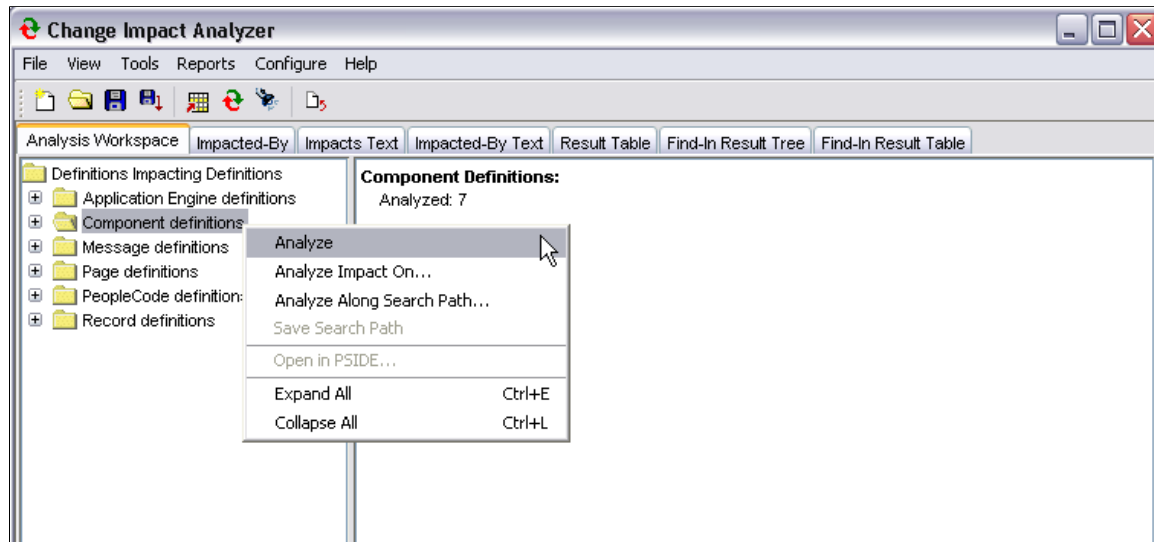 Change Impact Analyzer
File View Tools Reports Configure Help
Analysis Workspace Impacted-By Impacts Text Impacted-By Text Result Table Find-In Result Tree Find-In Result Table
Definitions Impacting Definitions
Application Engine definitions
Component definitions
Message definitions
Page definitions
PeopleCode definition
Record definitions
Component Definitions:
Analyzed: 7
Analyze
Analyze Impact On...
Analyze Along Search Path...
Save Search Path
Open in PSIDE...
Expand All Ctrl+E
Collapse All Ctrl+L